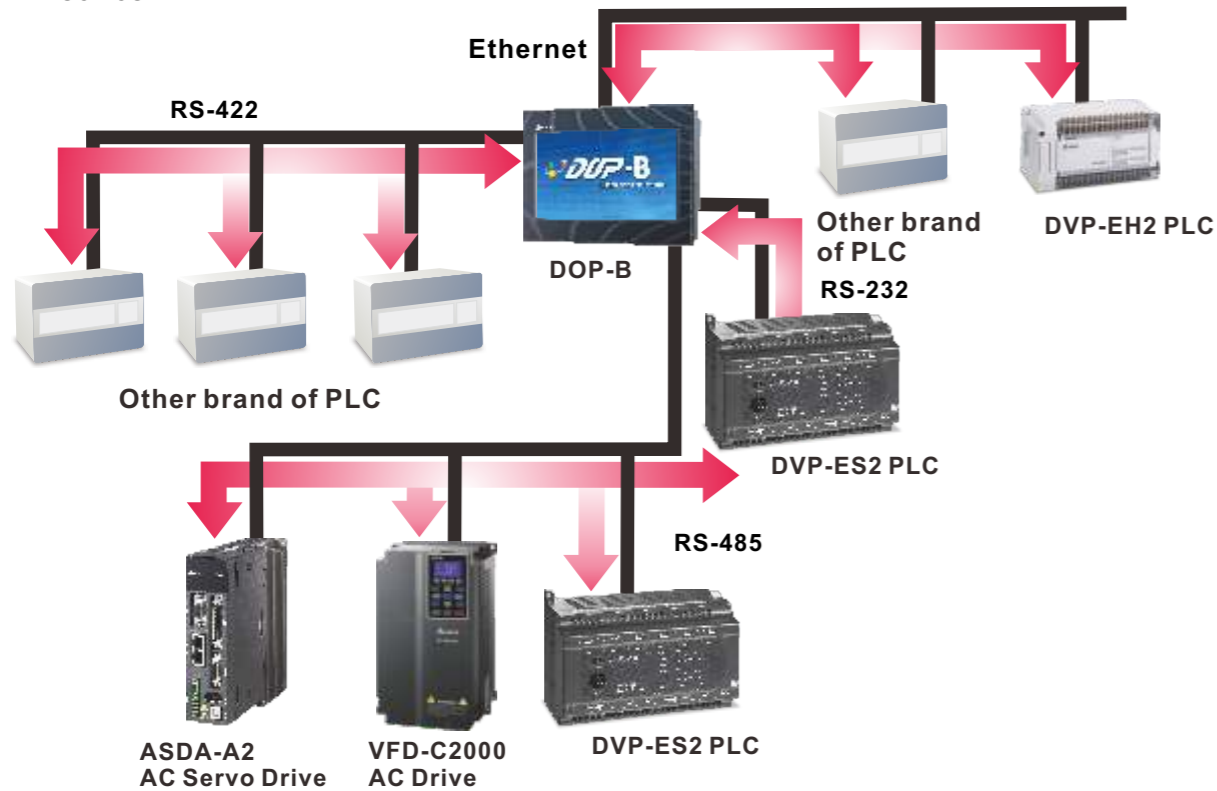 Ethernet
RS-422
DOP-B
DOP-B
Other brand
of PLC
DVP-EH2 PLC
RS-232
Other brand of PLC
DVP-ES2 PLC
RS-485
ASDA-A2
AC Servo Drive
VFD-C2000
AC Drive
DVP-ES2 PLC